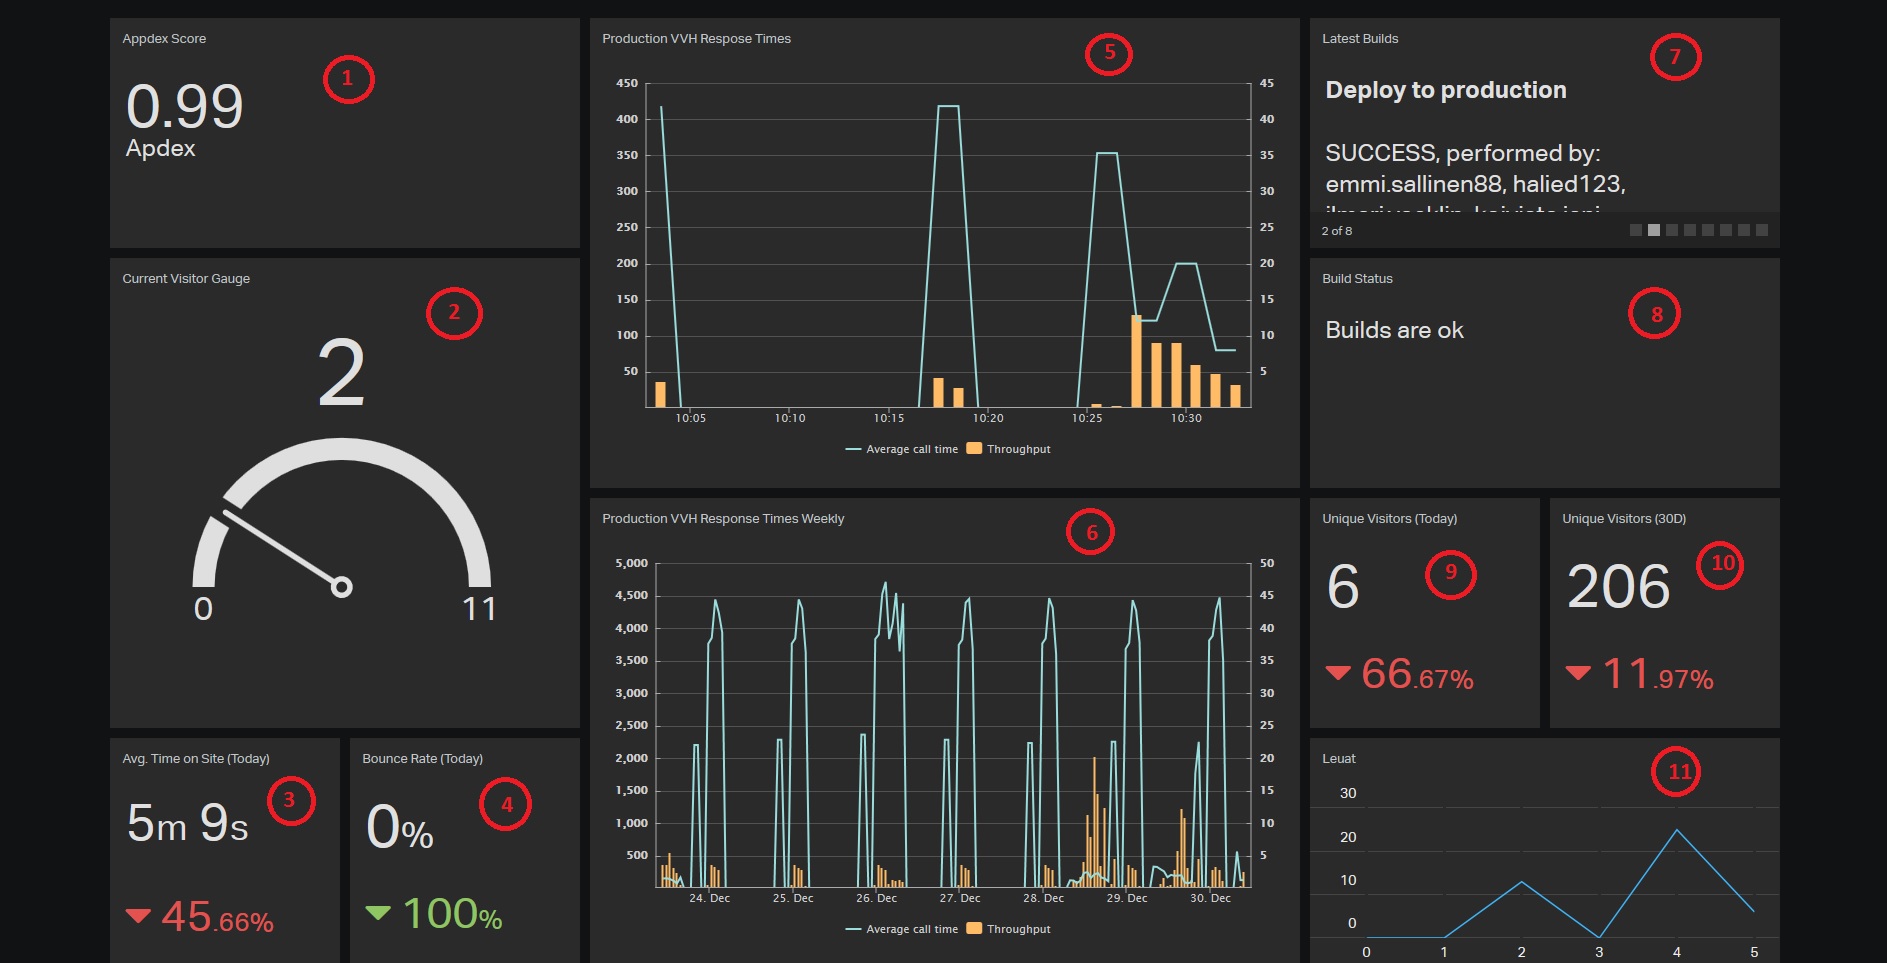 Appdex Score
1
0.99
Apdex
Current Visitor Gauge
2
2
0
11
Avg. Time on Site (Today)
3
5m 9s
45.66%
Bounce Rate (Today)
4
0%
100%
Production VVH Respose Times
5
450
400
350
300
250
200
150
100
50
45
40
35
30
25
20
15
10
5
10:05 10:10 10:15 10:20 10:25 10:30
Average call time Throughput
Production VVH Response Times Weekly
6
5,000
4,500
4,000
3,500
3,000
2,500
2,000
1,500
1,000
500
50
45
40
35
30
25
20
15
10
5
24. Dec 25. Dec 26. Dec 27. Dec 28. Dec 29. Dec 30. Dec
Average call time Throughput
Latest Builds
7
Deploy to production
SUCCESS, performed by:
emmi.sallinen88, halied123,
2 of 8
Build Status
8
Builds are ok
Unique Visitors (Today)
9
6
66.67%
Unique Visitors (30D)
10
206
11.97%
Leuat
11
30
20
10
0
0 1 2 3 4 5